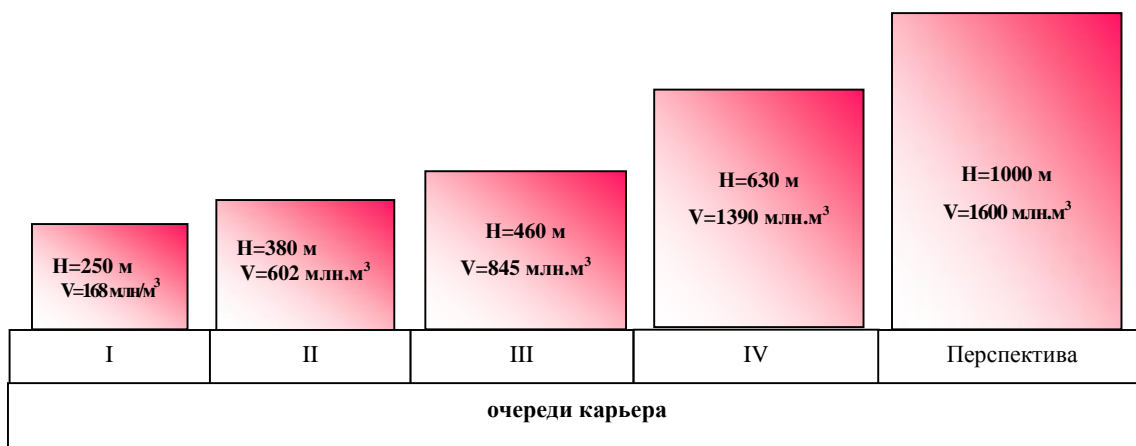 H=250 м
V=168 млн/м³
H=380 м
V=602 млн.м³
H=460 м
V=845 млн.м³
H=630 м
V=1390 млн.м³
H=1000 м
V=1600 млн.м³
I
II
III
IV
Перспектива
очереди карьера